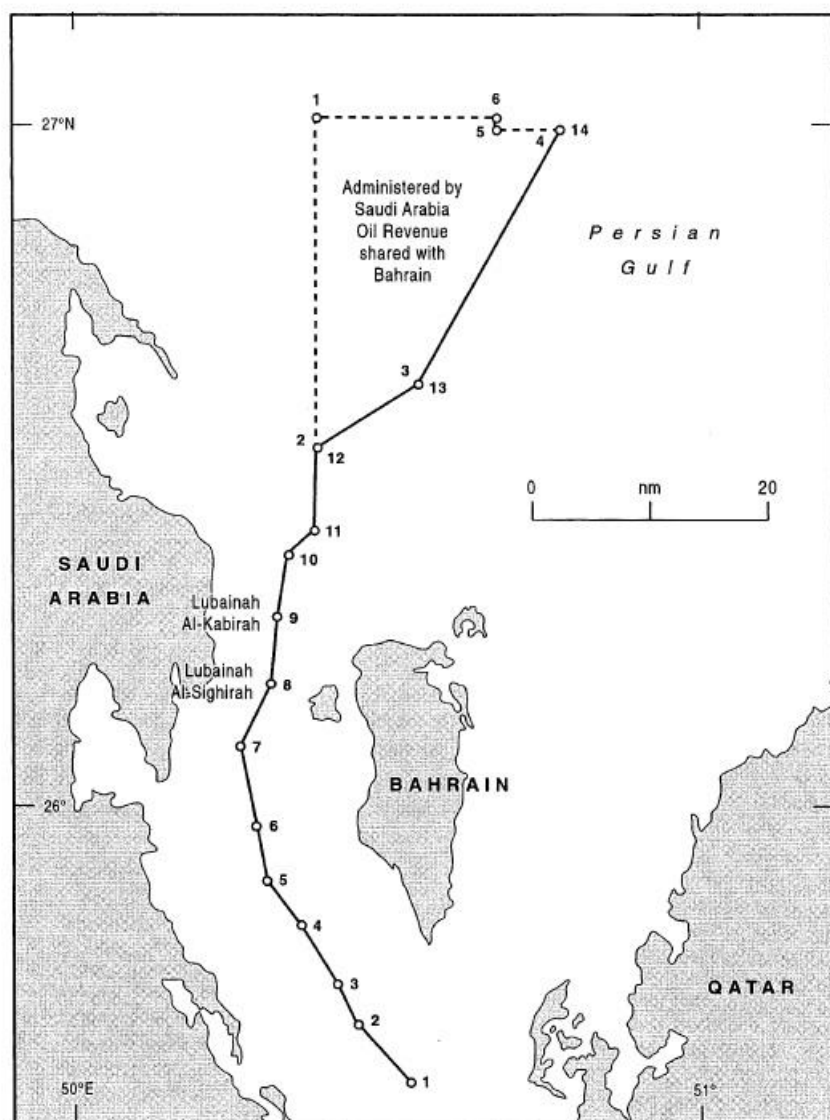 1
6
27°N
5
4
14
Administered by
Saudi Arabia
Oil Revenue
shared with
Bahrain
Persian
Gulf
3
13
2
12
0
nm
20
11
10
SAUDI
ARABIA
Lubainah
Al-Kabirah
9
Lubainah
Al-Sighirah
8
7
BAHRAIN
26°
6
5
4
3
QATAR
2
50°E
1
51°